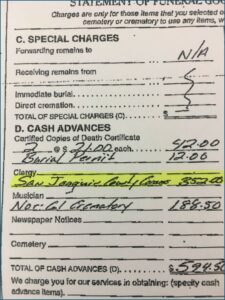 STATEMENT OF FUNERAL GOO
Charges are only for those items that you selected o
cemetery or crematory to use any items, w
C. SPECIAL CHARGES
Forwarding remains to
N/A
Receiving remains from
Immediate burial
Direct cremation
TOTAL OF SPECIAL CHARGES (C) $
D. CASH ADVANCES
Certified Copies of Death Certificate
2 @ $ 21.00 each. $42.00
Burial Permit 12.00
Clergy
San Joaquin County Coroner 352.00
Musician
Nor Cal Crematory 188.50
Newspaper Notices
Cemetery
TOTAL OF CASH ADVANCES (D) $594.50
We charge you for our services in obtaining: (specify cash
advance items).